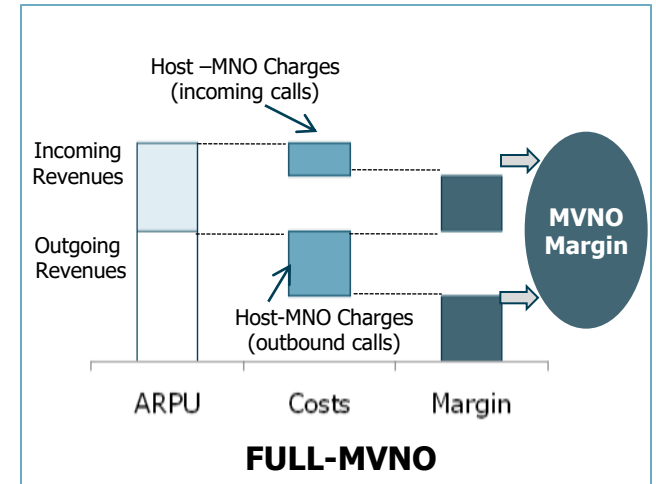 Host –MNO Charges
(incoming calls)
Incoming
Revenues
Outgoing
Revenues
MVNO
Margin
Host-MNO Charges
(outbound calls)
ARPU
Costs
Margin
FULL-MVNO